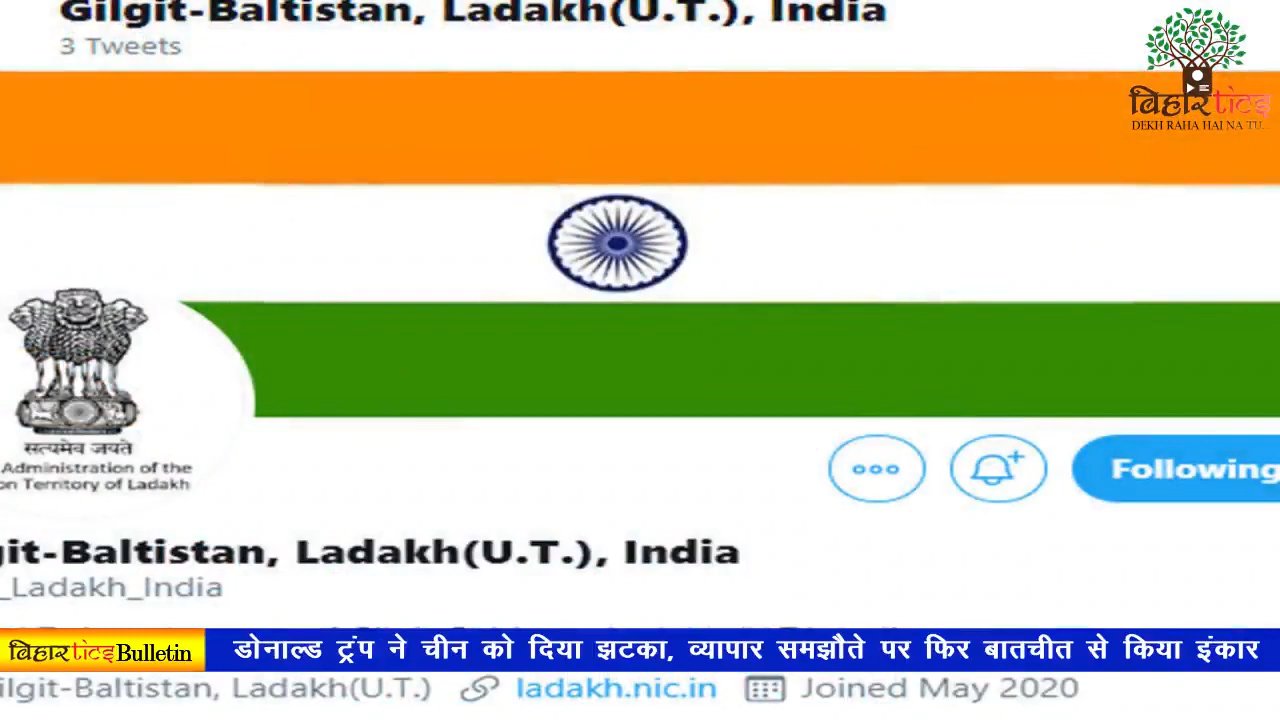 Gilgit-Baltistan, Ladakh(U.T.), India
3 Tweets
बिहारtics
DEKH RAHA HAI NA TU...
सत्यमेव जयते
Administration of the
on Territory of Ladakh
Following
git-Baltistan, Ladakh(U.T.), India
_Ladakh_India
बिहारtics Bulletin
डोनाल्ड ट्रंप ने चीन को दिया झटका, व्यापार समझौते पर फिर बातचीत से किया इंकार
ilgit-Baltistan, Ladakh(U.T.) ladakh.nic.in Joined May 2020